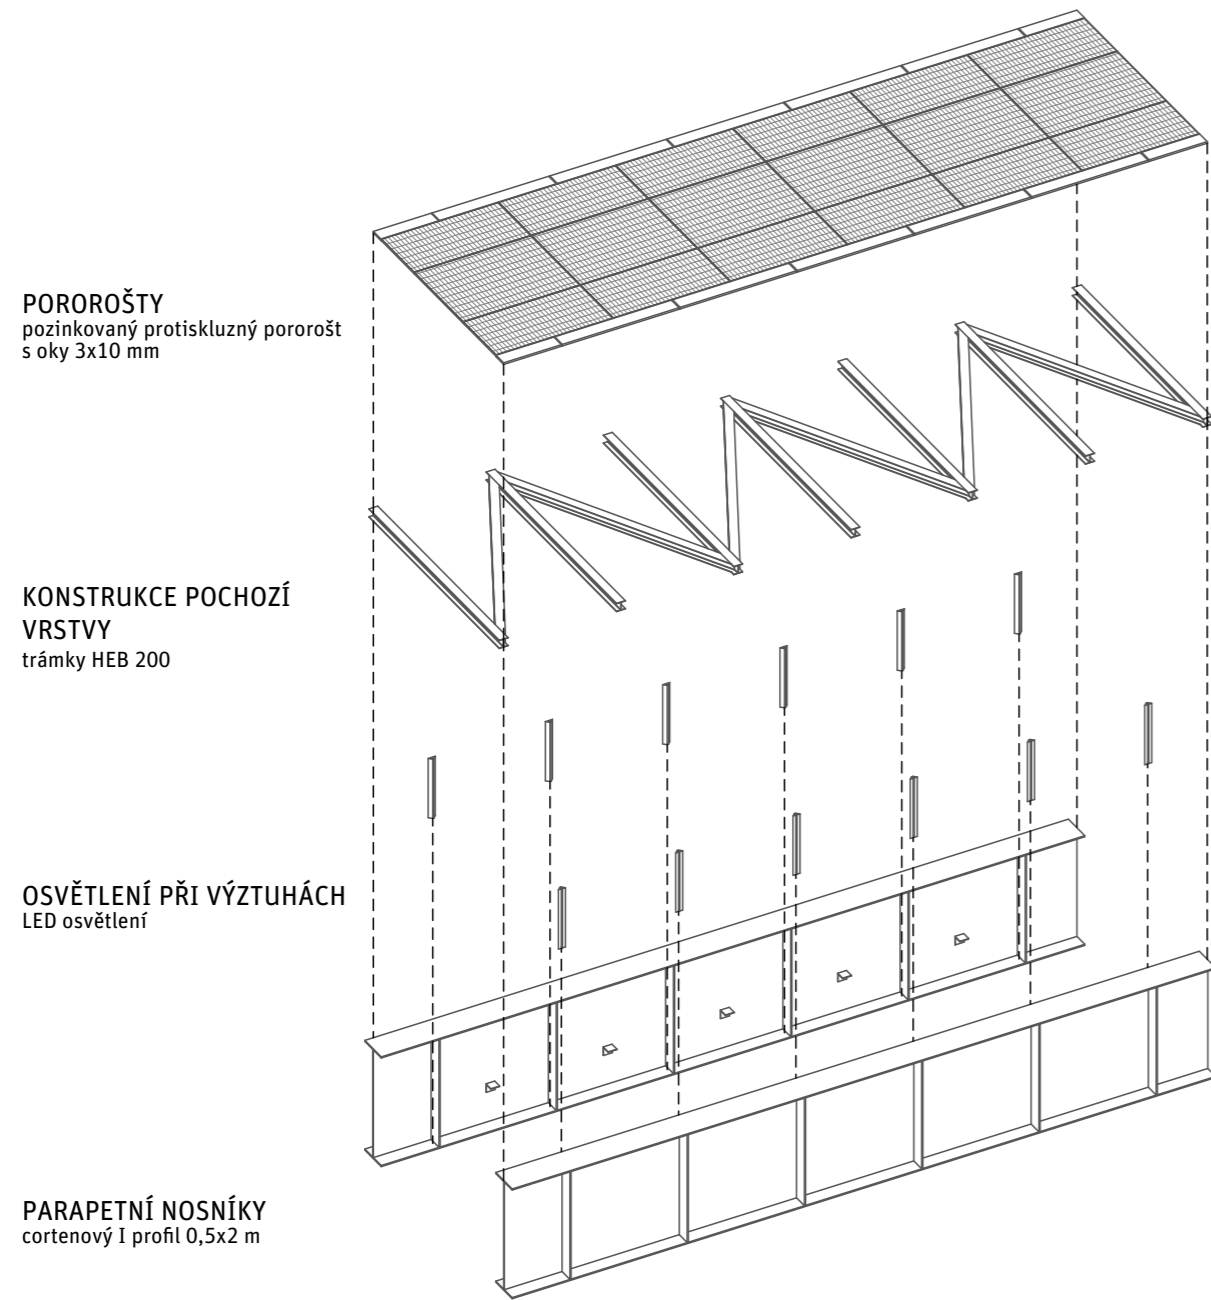 POROROŠTY
pozinkovaný protiskluzný pororošt
s oky 3x10 mm
KONSTRUKCE POCHOZÍ
VRSTVY
trámky HEB 200
OSVĚTLENÍ PŘI VÝZTUHÁCH
LED osvětlení
PARAPETNÍ NOSNÍKY
cortenový I profil 0,5x2 m